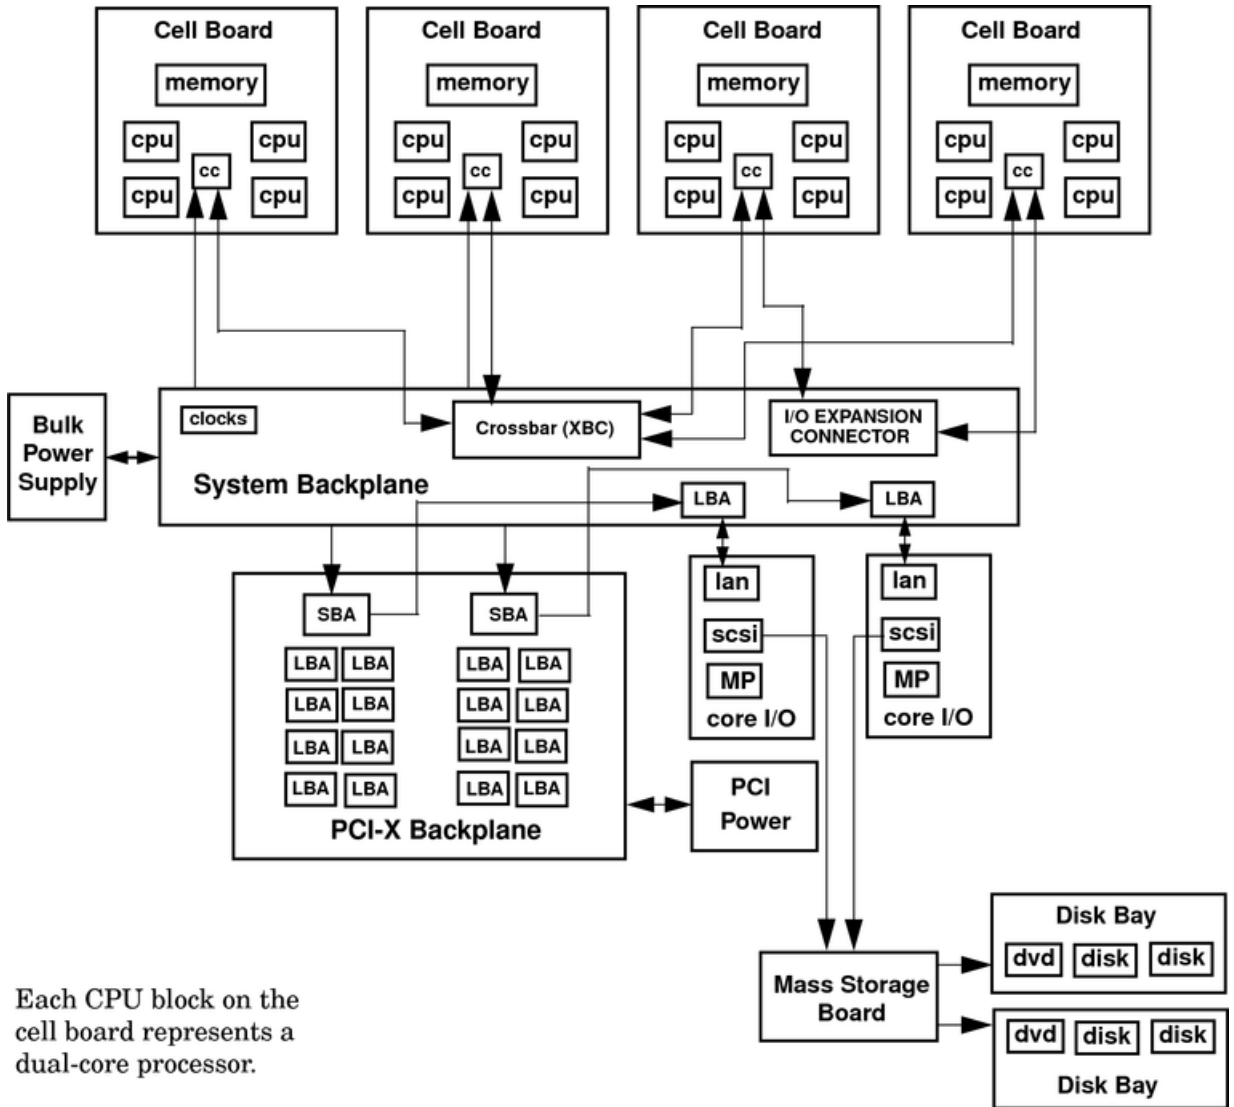 Cell Board
memory
cpu
cpu
cc
cpu
cpu
Cell Board
memory
cpu
cpu
cc
cpu
cpu
Cell Board
memory
cpu
cpu
cc
cpu
cpu
Cell Board
memory
cpu
cpu
cc
cpu
cpu
Bulk
Power
Supply
clocks
Crossbar (XBC)
I/O EXPANSION
CONNECTOR
System Backplane
LBA
LBA
SBA
SBA
LBA LBA
LBA LBA
LBA LBA
LBA LBA
LBA LBA
LBA LBA
LBA LBA
LBA LBA
PCI-X Backplane
lan
scsi
MP
core I/O
lan
scsi
MP
core I/O
PCI
Power
Mass Storage
Board
Disk Bay
dvd disk disk
dvd disk disk
Disk Bay
Each CPU block on the
cell board represents a
dual-core processor.